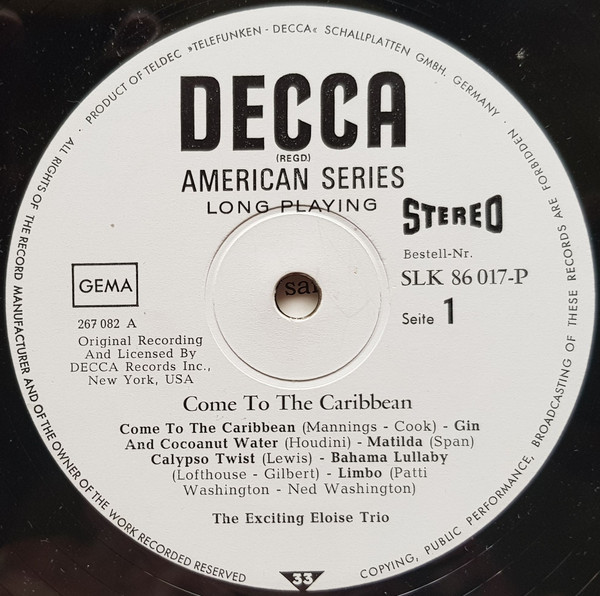 ALL RIGHTS OF THE RECORD MANUFACTURER AND OF THE OWNER OF THE WORK RECORDED RESERVED
· PRODUCT OF TELDEC »TELEFUNKEN - DECCA« SCHALLPLATTEN GMBH, GERMANY ·
COPYING, PUBLIC PERFORMANCE, BROADCASTING OF THESE RECORDS ARE FORBIDDEN
DECCA
(REGD.)
AMERICAN SERIES
LONG PLAYING
STEREO
Bestell-Nr.
SLK 86 017-P
Seite 1
GEMA
267 082 A
Original Recording
And Licensed By
DECCA Records Inc.,
New York, USA
sal
Come To The Caribbean
Come To The Caribbean (Mannings - Cook) - Gin
And Cocoanut Water (Houdini) - Matilda (Span)
Calypso Twist (Lewis) - Bahama Lullaby
(Lofthouse - Gilbert) - Limbo (Patti
Washington - Ned Washington)
The Exciting Eloise Trio
33